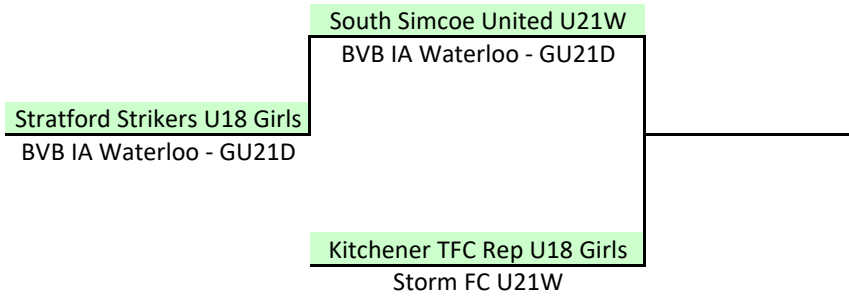 South Simcoe United U21W
BVB IA Waterloo - GU21D
Stratford Strikers U18 Girls
BVB IA Waterloo - GU21D
Kitchener TFC Rep U18 Girls
Storm FC U21W